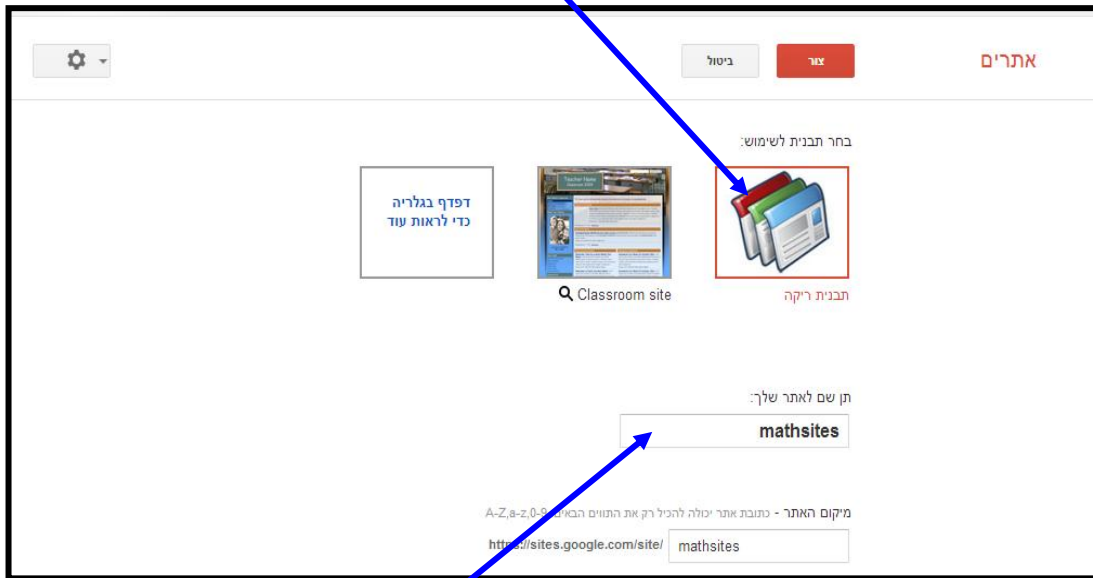 אתרים
צור
ביטול
בחר תבנית לשימוש:
דפדף בגלריה
כדי לראות עוד
תבנית ריקה
Classroom site
תן שם לאתר שלך:
mathsites
מיקום האתר - כתובת אתר יכולה להכיל רק את התווים הבאים: A-Z,a-z,0-9
https://sites.google.com/site/ mathsites